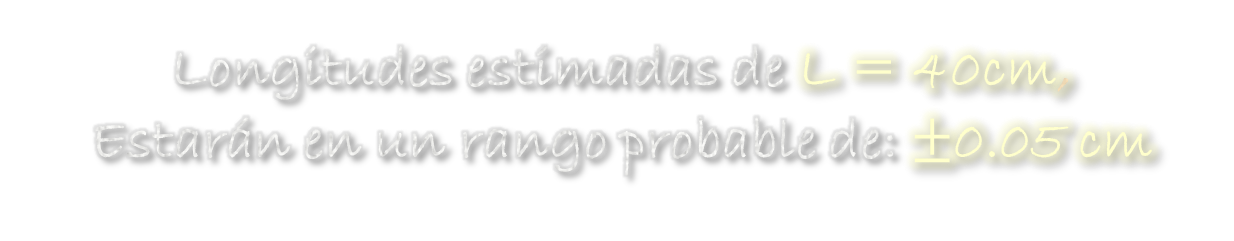 Longitudes estimadas de L = 40cm,
Estarán en un rango probable de: ±0.05 cm